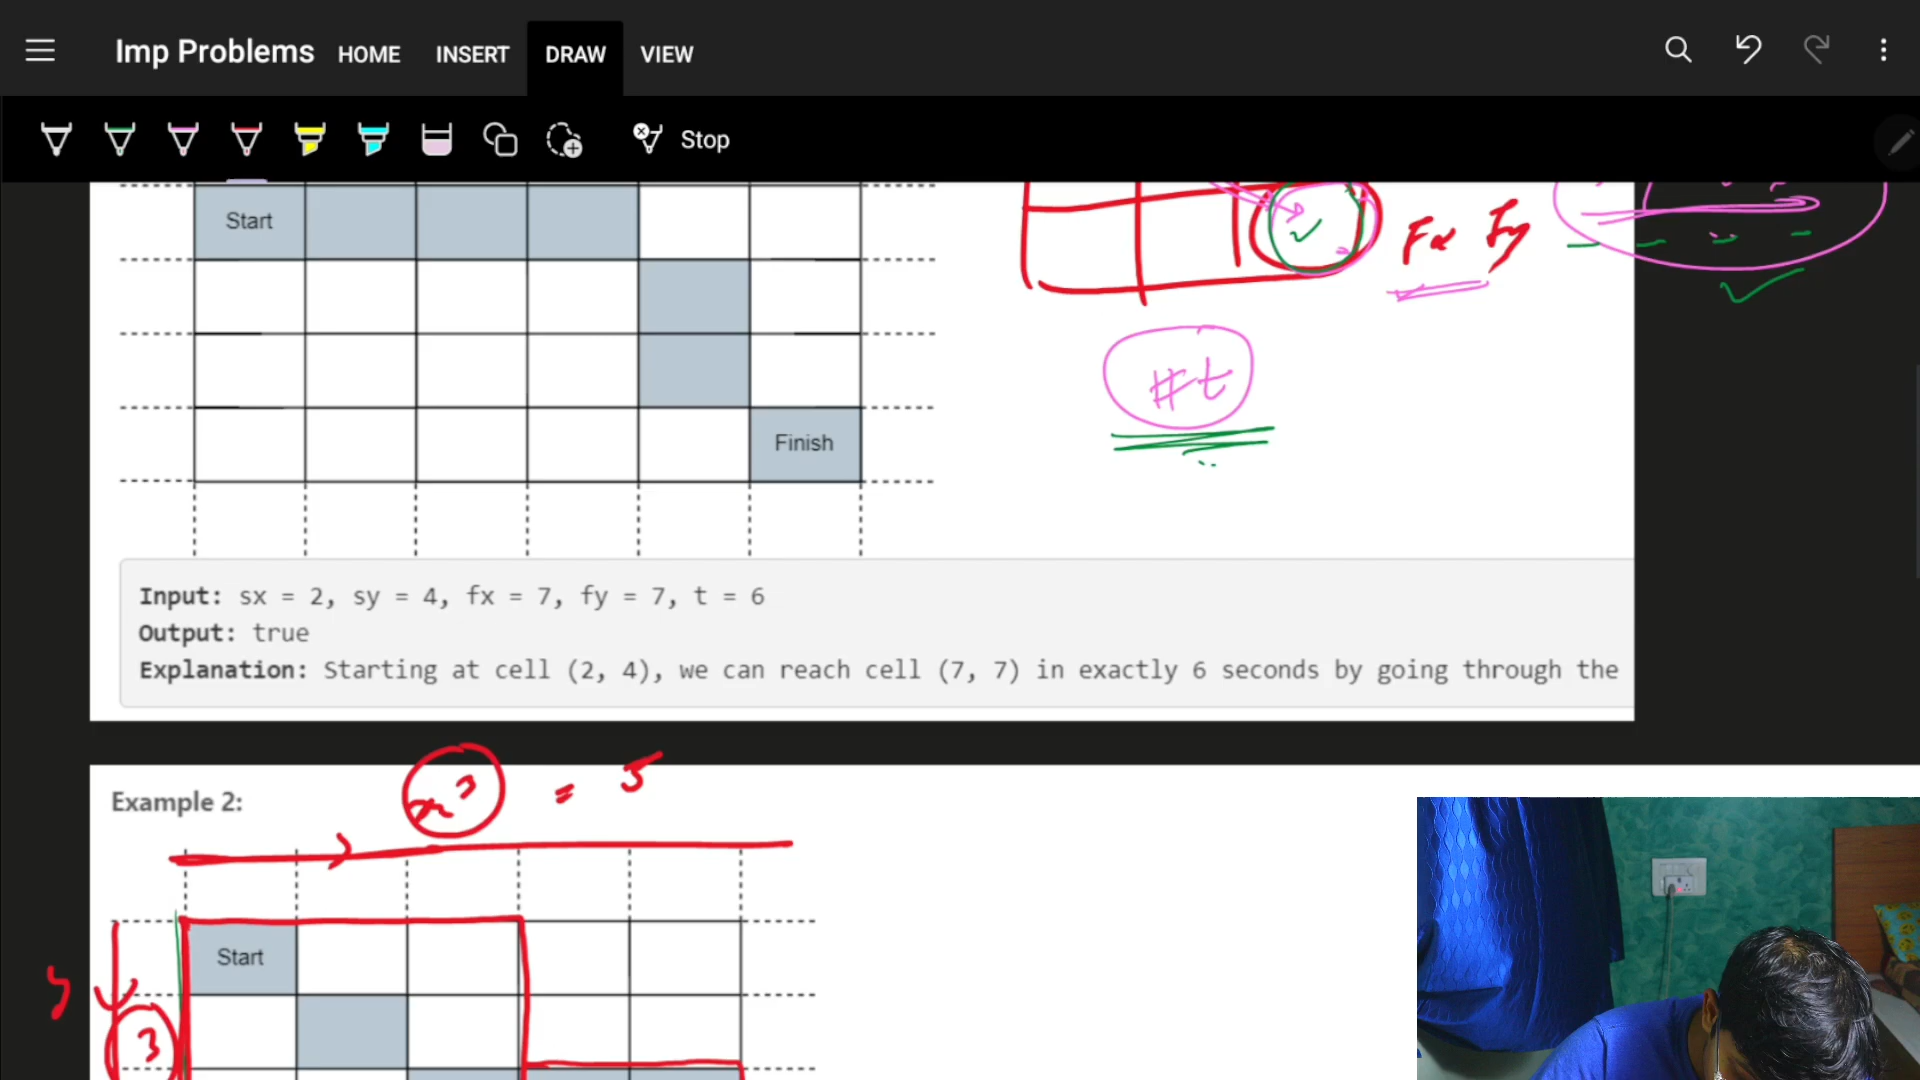 Imp Problems HOME INSERT DRAW VIEW
Stop
Start
Fx Fy
#t
Finish
Input: sx = 2, sy = 4, fx = 7, fy = 7, t = 6
Output: true
Explanation: Starting at cell (2, 4), we can reach cell (7, 7) in exactly 6 seconds by going through the
Example 2:
= 5
Start
3